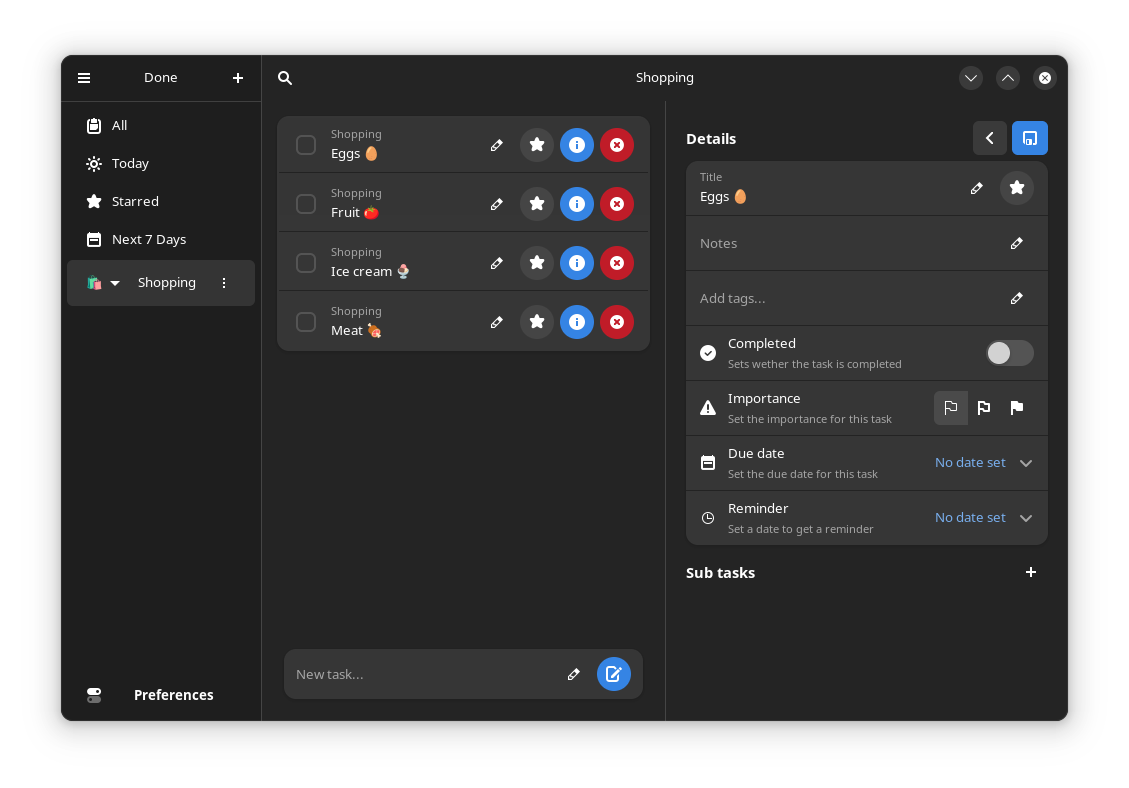 Done
Shopping
All
Today
Starred
Next 7 Days
🛍️ Shopping
Preferences
Shopping
Eggs 🥚
Shopping
Fruit 🍅
Shopping
Ice cream 🍨
Shopping
Meat 🍖
New task...
Details
Title
Eggs 🥚
Notes
Add tags...
Completed
Sets wether the task is completed
Importance
Set the importance for this task
Due date
Set the due date for this task
No date set
Reminder
Set a date to get a reminder
No date set
Sub tasks